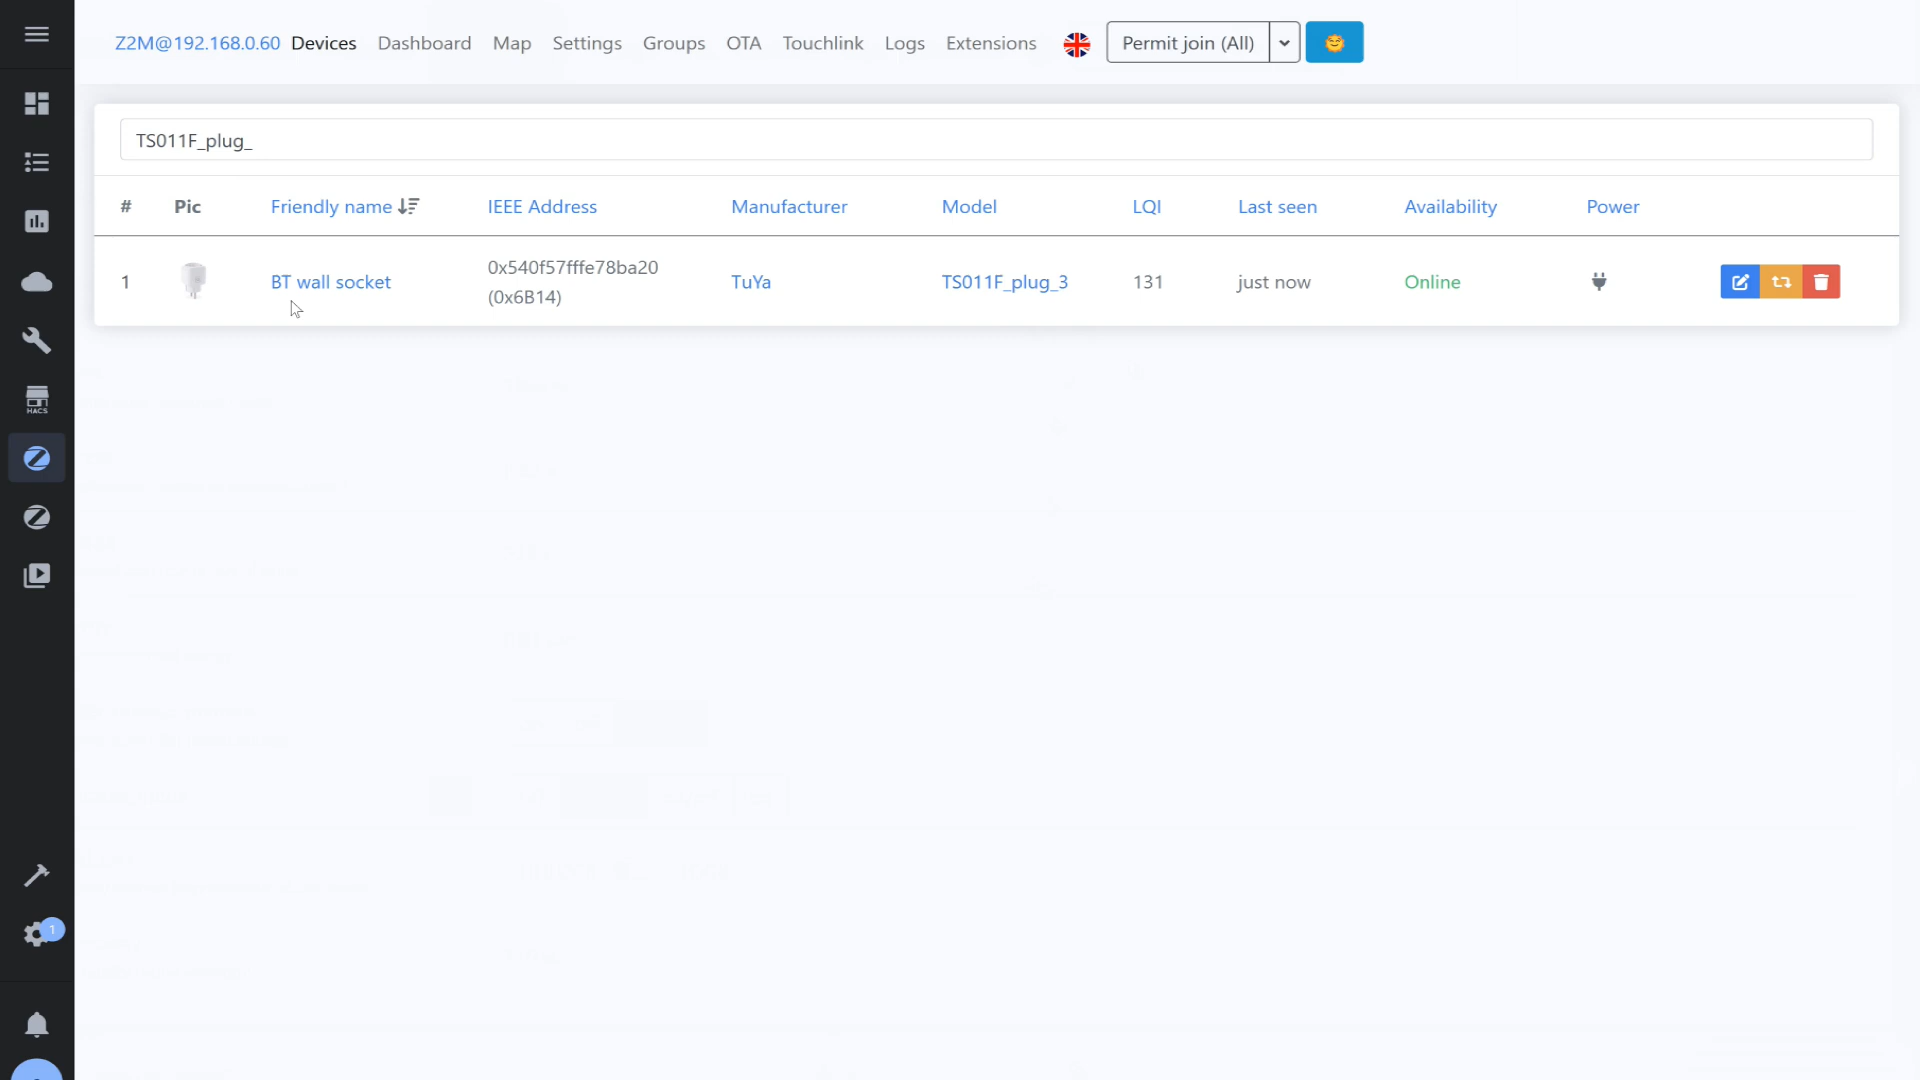 Z2M@192.168.0.60 Devices Dashboard Map Settings Groups OTA Touchlink Logs Extensions Permit join (All)
TS011F_plug_
# Pic Friendly name IEEE Address Manufacturer Model LQI Last seen Availability Power
1 BT wall socket 0x540f57fffe78ba20 TuYa TS011F_plug_3 131 just now Online
(0x6B14)
HACS
1